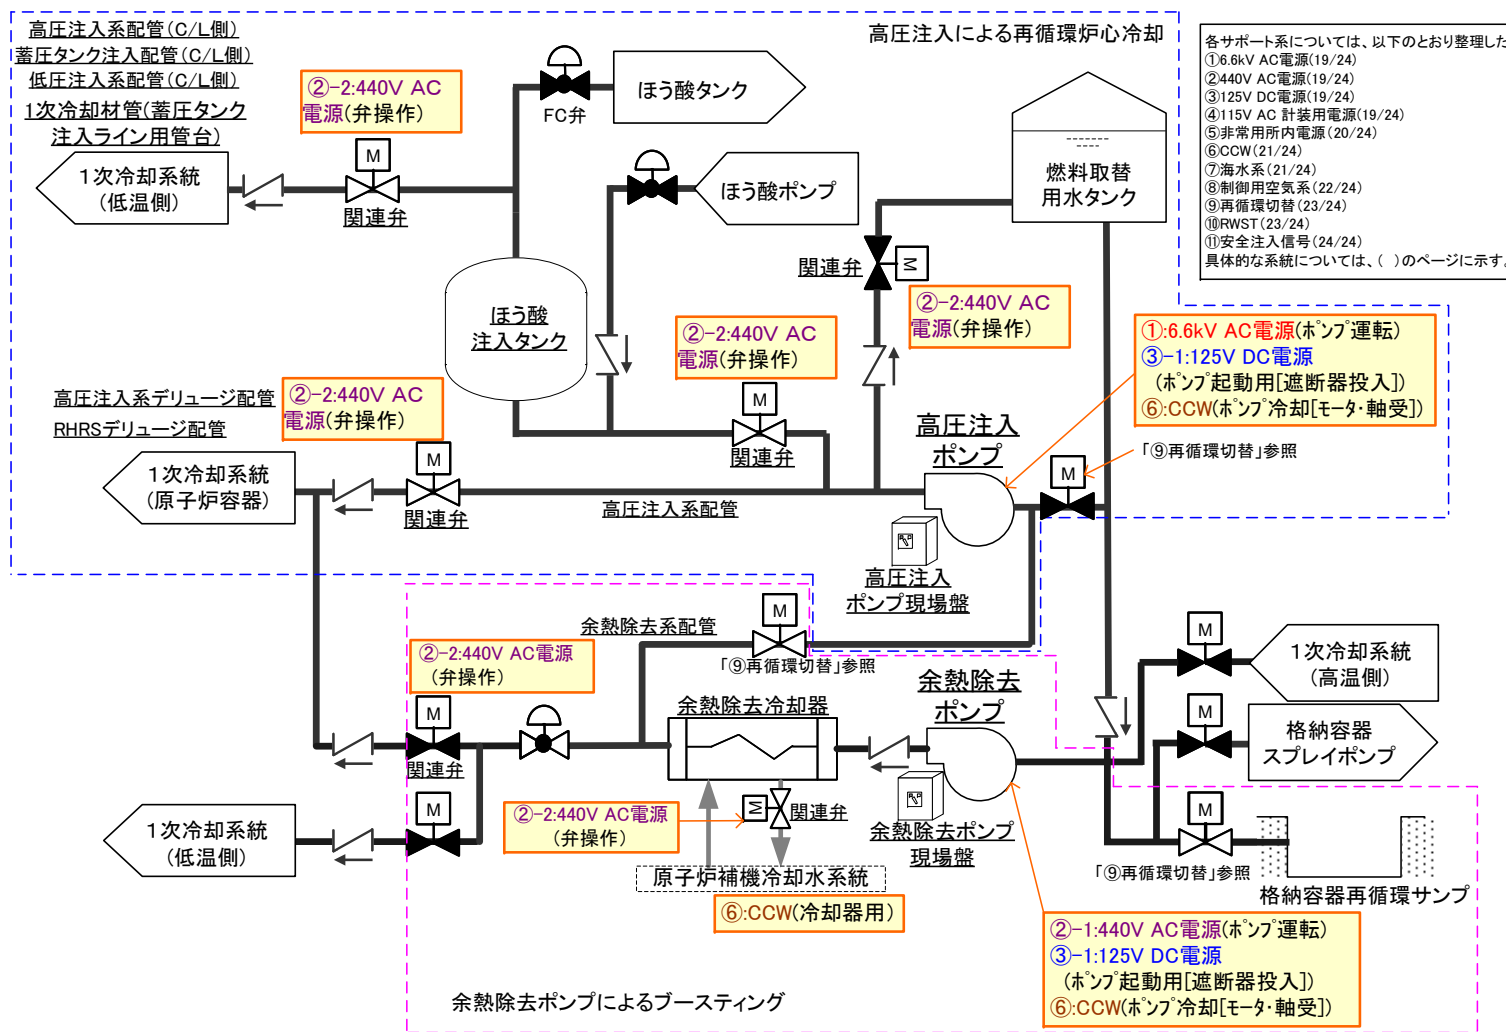 高圧注入系配管(C/L側)
蓄圧タンク注入配管(C/L側)
低圧注入系配管(C/L側)
1次冷却材管(蓄圧タンク
注入ライン用管台)
②-2:440V AC
電源(弁操作)
M
1次冷却系統
(低温側)
関連弁
FC弁
ほう酸タンク
ほう酸ポンプ
高圧注入による再循環炉心冷却
燃料取替
用水タンク
各サポート系については、以下のとおり整理した
①6.6kV AC電源(19/24)
②440V AC電源(19/24)
③125V DC電源(19/24)
④115V AC 計装用電源(19/24)
⑤非常用所内電源(20/24)
⑥CCW(21/24)
⑦海水系(21/24)
⑧制御用空気系(22/24)
⑨再循環切替(23/24)
⑩RWST(23/24)
⑪安全注入信号(24/24)
具体的な系統については、( )のページに示す。
関連弁
M
②-2:440V AC
電源(弁操作)
ほう酸
注入タンク
②-2:440V AC
電源(弁操作)
M
関連弁
①:6.6kV AC電源(ポンプ運転)
③-1:125V DC電源
(ポンプ起動用[遮断器投入])
⑥:CCW(ポンプ冷却[モータ・軸受])
高圧注入系デリュージ配管
RHRSデリュージ配管
②-2:440V AC
電源(弁操作)
M
1次冷却系統
(原子炉容器)
関連弁
高圧注入系配管
高圧注入
ポンプ
M
「⑨再循環切替」参照
高圧注入
ポンプ現場盤
余熱除去系配管
M
「⑨再循環切替」参照
②-2:440V AC電源
(弁操作)
M
関連弁
余熱除去冷却器
余熱除去
ポンプ
M
1次冷却系統
(高温側)
M
格納容器
スプレイポンプ
1次冷却系統
(低温側)
M
②-2:440V AC電源
(弁操作)
M
関連弁
余熱除去ポンプ
現場盤
原子炉補機冷却水系統
⑥:CCW(冷却器用)
M
「⑨再循環切替」参照
格納容器再循環サンプ
②-1:440V AC電源(ポンプ運転)
③-1:125V DC電源
(ポンプ起動用[遮断器投入])
⑥:CCW(ポンプ冷却[モータ・軸受])
余熱除去ポンプによるブースティング